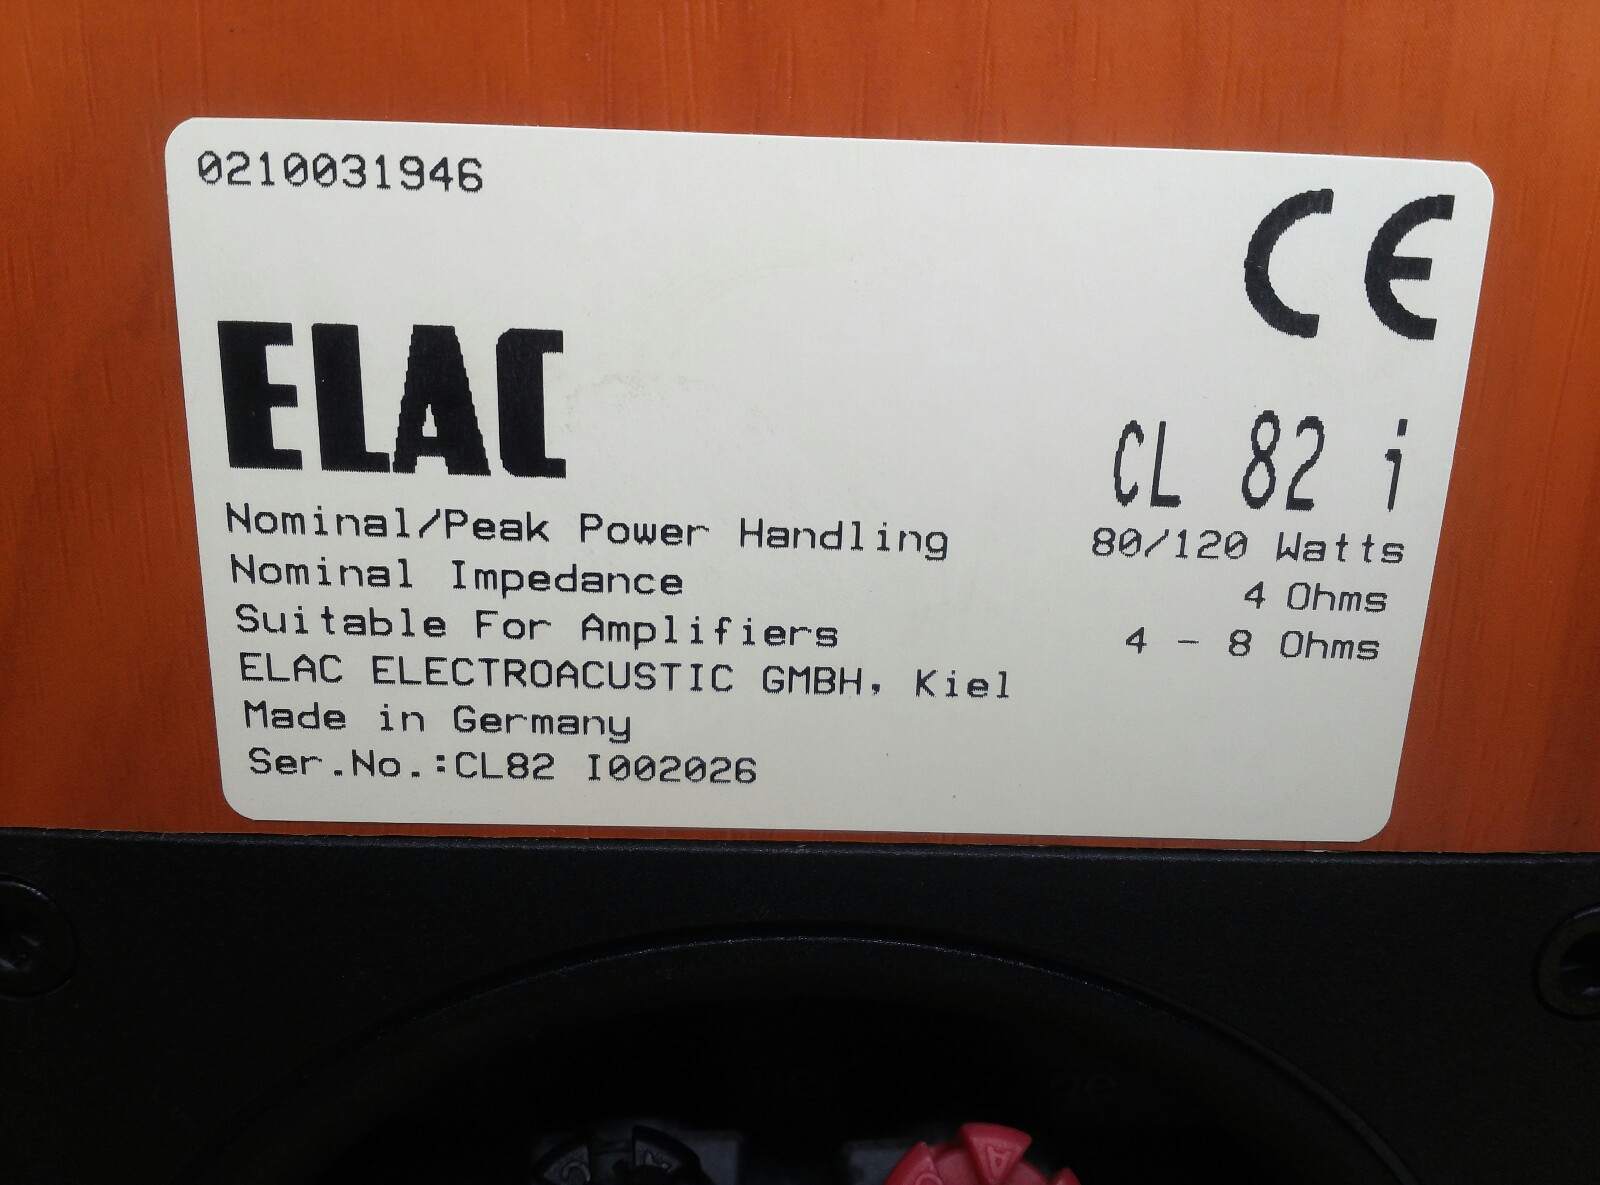 0210031946
CE
ELAC
CL 82 i
Nominal/Peak Power Handling 80/120 Watts
Nominal Impedance 4 Ohms
Suitable For Amplifiers 4 - 8 Ohms
ELAC ELECTROACUSTIC GMBH, Kiel
Made in Germany
Ser.No.:CL82 I002026